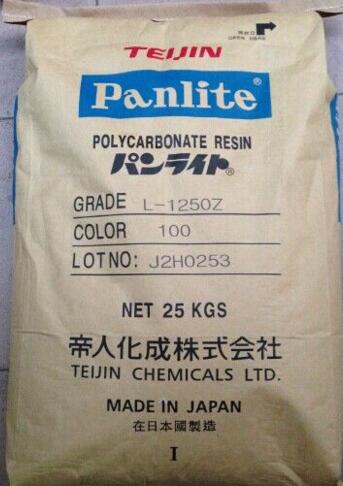 OPEN HERE
TEIJIN
Panlite®
POLYCARBONATE RESIN
パンライト®
GRADE L-1250Z
COLOR 100
LOT NO: J2H0253
NET 25 KGS
帝人化成株式会社
TEIJIN CHEMICALS LTD.
MADE IN JAPAN
在日本國製造
I